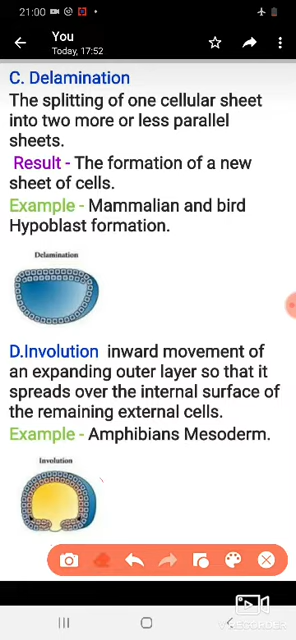 21:00
You
Today, 17:52
C. Delamination
The splitting of one cellular sheet
into two more or less parallel
sheets.
Result - The formation of a new
sheet of cells.
Example - Mammalian and bird
Hypoblast formation.
Delamination
D.Involution inward movement of
an expanding outer layer so that it
spreads over the internal surface of
the remaining external cells.
Example - Amphibians Mesoderm.
Involution